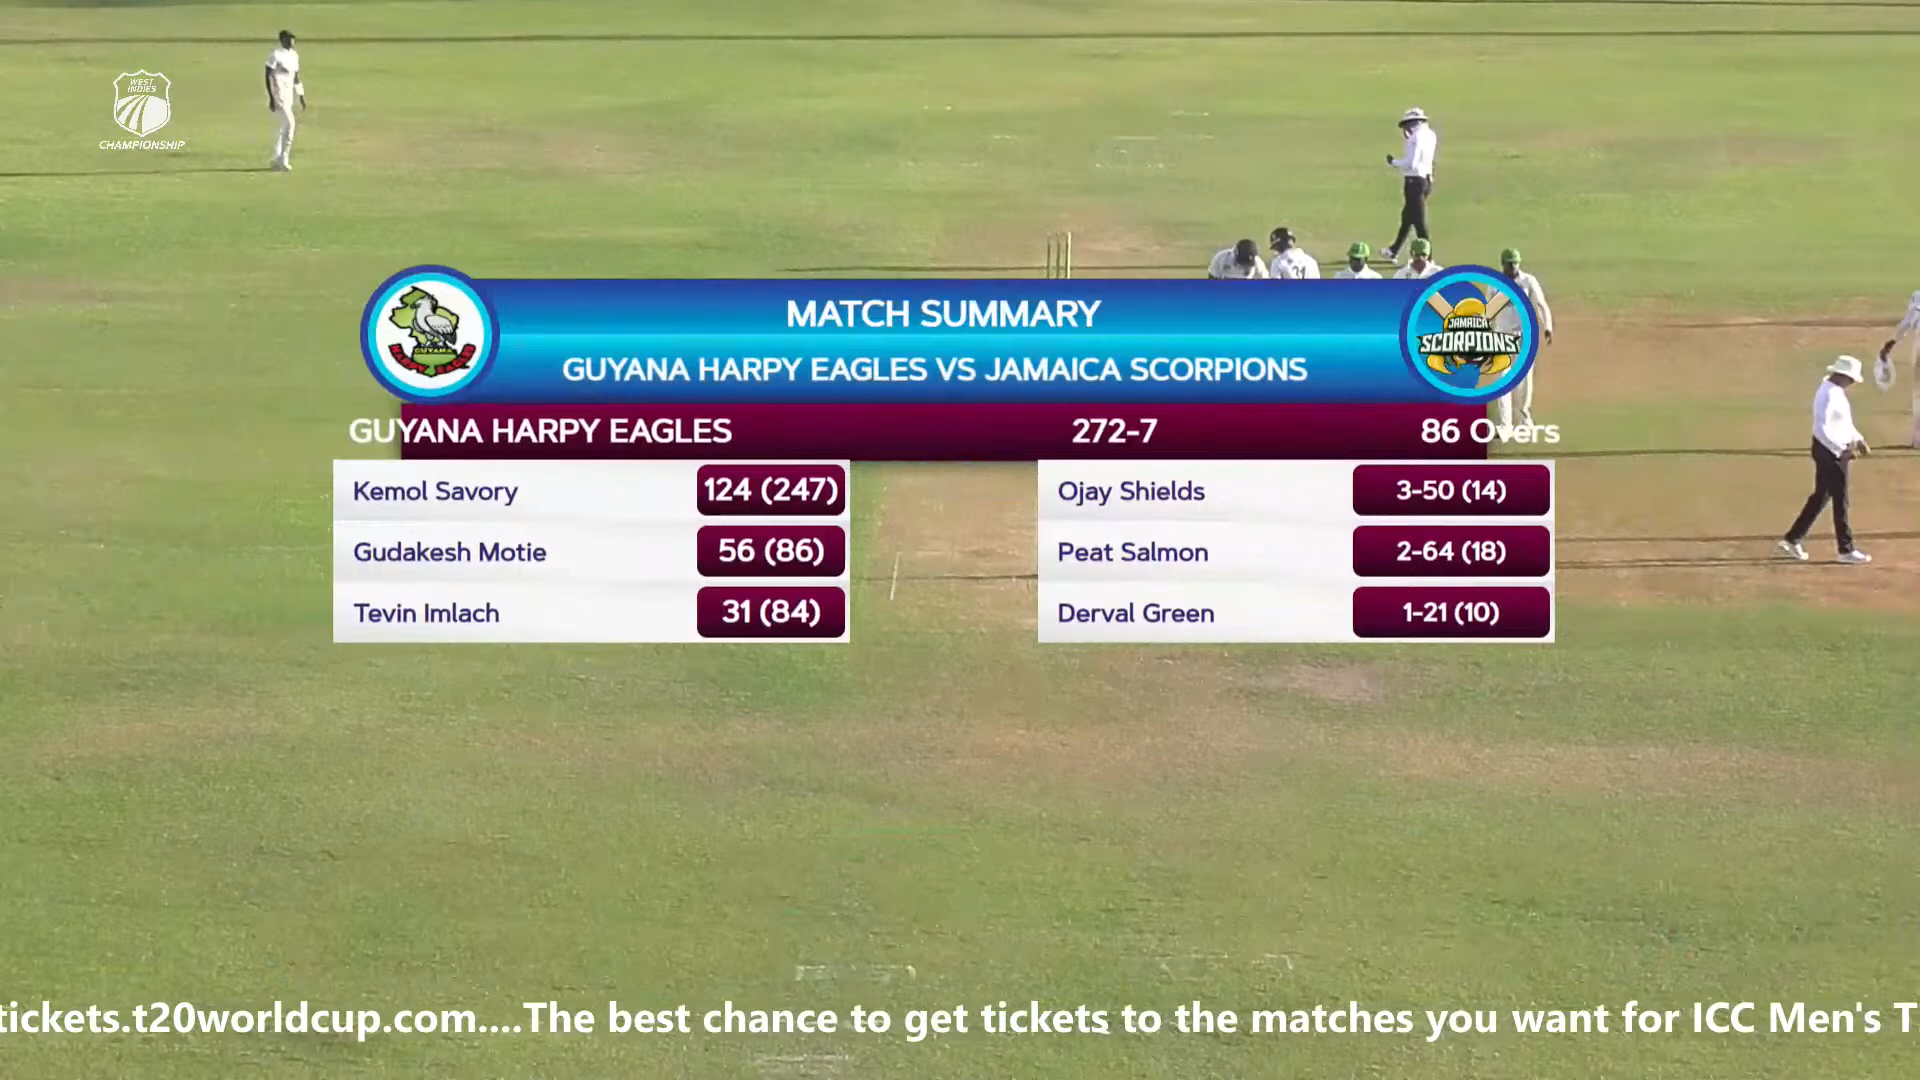 WEST
INDIES
CHAMPIONSHIP
MATCH SUMMARY
GUYANA HARPY EAGLES VS JAMAICA SCORPIONS
GUYANA
HARPY EAGLES
JAMAICA
SCORPIONS
GUYANA HARPY EAGLES 272-7 86 Overs
Kemol Savory 124 (247) Ojay Shields 3-50 (14)
Gudakesh Motie 56 (86) Peat Salmon 2-64 (18)
Tevin Imlach 31 (84) Derval Green 1-21 (10)
tickets.t20worldcup.com....The best chance to get tickets to the matches you want for ICC Men's T